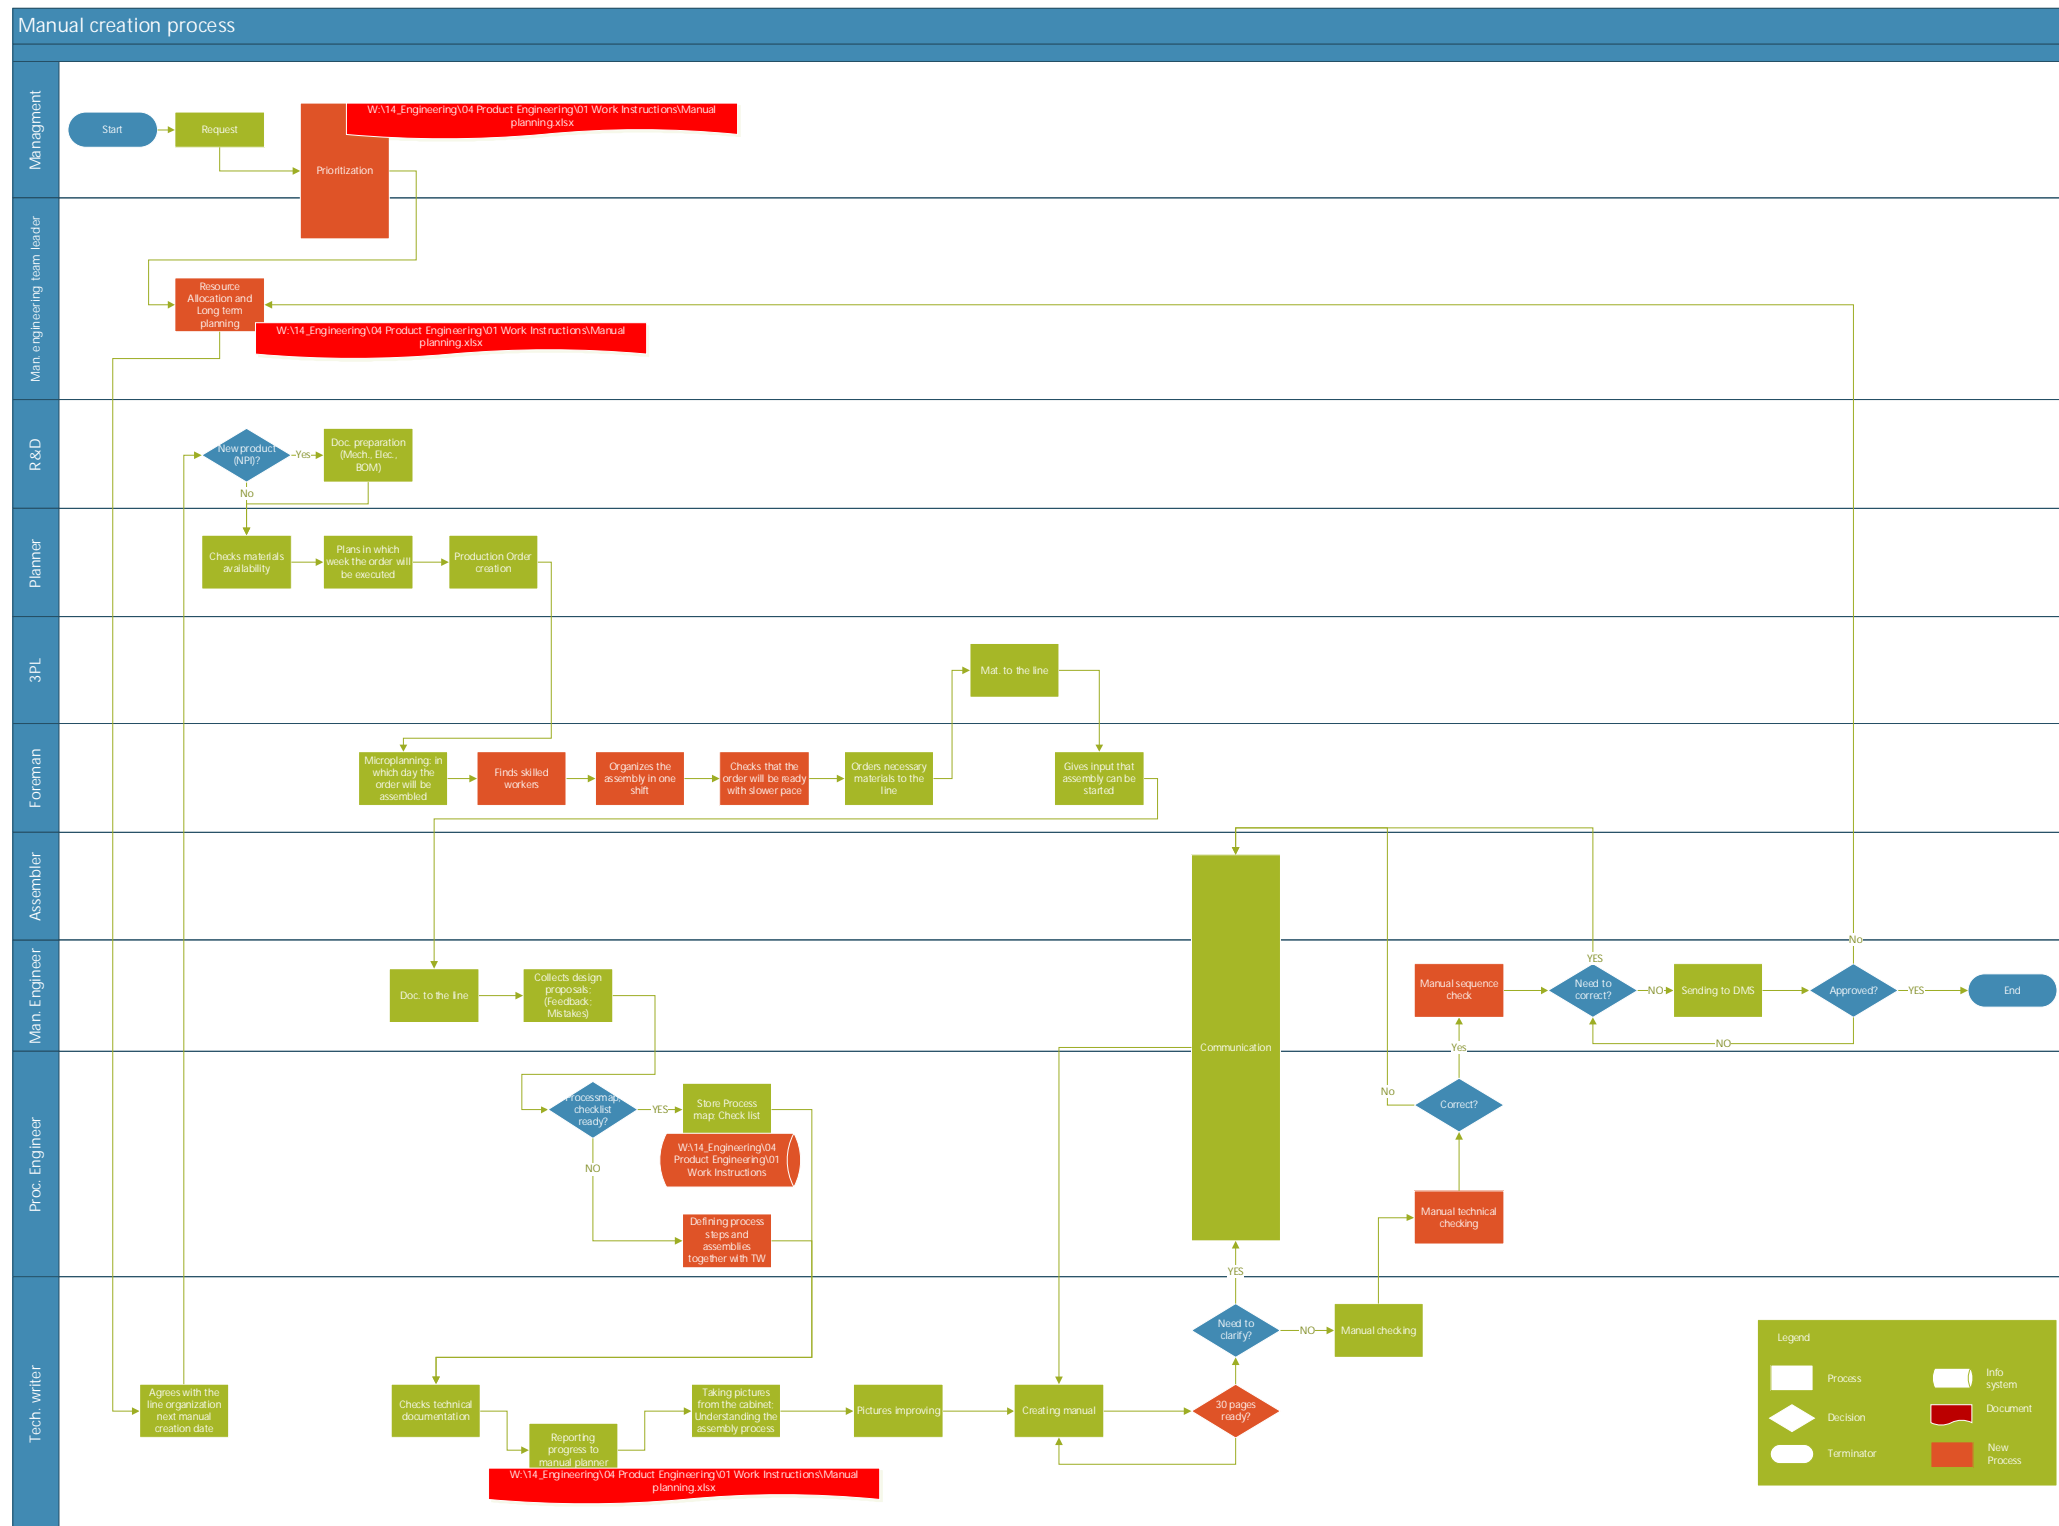 Manual creation process
Managment
Start
Request
W:\14_Engineering\04 Product Engineering\01 Work Instructions\Manual
planning.xlsx
Prioritization
Man. engineering team leader
Resource
Allocation and
Long term
planning
W:\14_Engineering\04 Product Engineering\01 Work Instructions\Manual
planning.xlsx
R&D
New product
(NPI)?
Yes
Doc. preparation
(Mech., Elec.,
BOM)
No
Planner
Checks materials
availability
Plans in which
week the order will
be executed
Production Order
creation
3PL
Mat. to the line
Foreman
Microplanning: in
which day the
order will be
assembled
Finds skilled
workers
Organizes the
assembly in one
shift
Checks that the
order will be ready
with slower pace
Orders necessary
materials to the
line
Gives input that
assembly can be
started
Assembler
Man. Engineer
Doc. to the line
Collects design
proposals:
(Feedback:
Mistakes)
Communication
Manual sequence
check
YES
Need to
correct?
NO
Sending to DMS
No
Approved?
YES
End
NO
Yes
Proc. Engineer
Processmap,
checklist
ready?
YES
Store Process
map; Check list
W:\14_Engineering\04
Product Engineering\01
Work Instructions
NO
Defining process
steps and
assemblies
together with TW
No
Correct?
Manual technical
checking
YES
Tech. writer
Agrees with the
line organization
next manual
creation date
Checks technical
documentation
Reporting
progress to
manual planner
W:\14_Engineering\04 Product Engineering\01 Work Instructions\Manual
planning.xlsx
Taking pictures
from the cabinet;
Understanding the
assembly process
Pictures improving
Creating manual
30 pages
ready?
Need to
clarify?
NO
Manual checking
Legend
Process
Info
system
Decision
Document
Terminator
New
Process